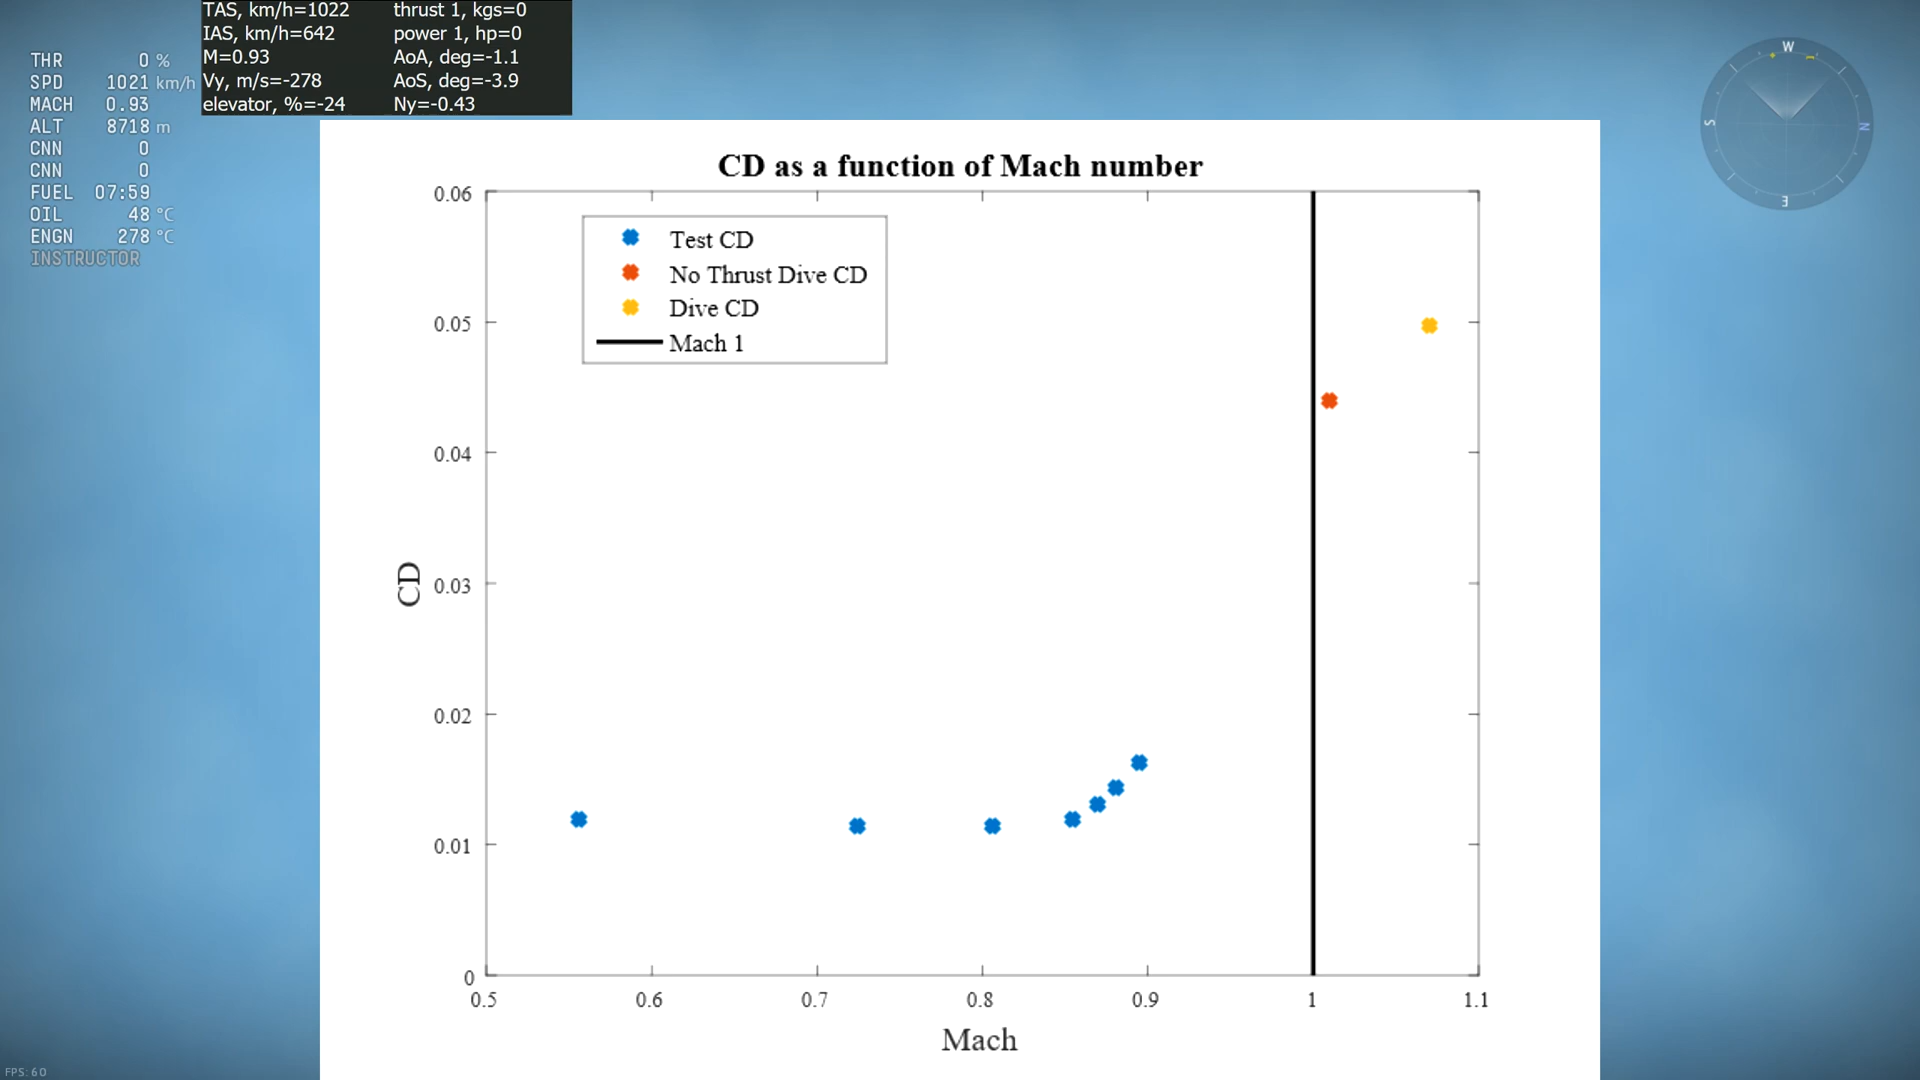 TAS, km/h=1022 thrust 1, kgs=0
IAS, km/h=642 power 1, hp=0
M=0.93 AoA, deg=-1.1
Vy, m/s=-278 AoS, deg=-3.9
elevator, %=-24 Ny=-0.43
THR 0 %
SPD 1021 km/h
MACH 0.93
ALT 8718 m
CNN 0
CNN 0
FUEL 07:59
OIL 48 °C
ENGN 278 °C
INSTRUCTOR
W
S
N
E
CD as a function of Mach number
Test CD
No Thrust Dive CD
Dive CD
Mach 1
0.06
0.05
0.04
0.03
0.02
0.01
0
CD
0.5 0.6 0.7 0.8 0.9 1 1.1
Mach
FPS: 60